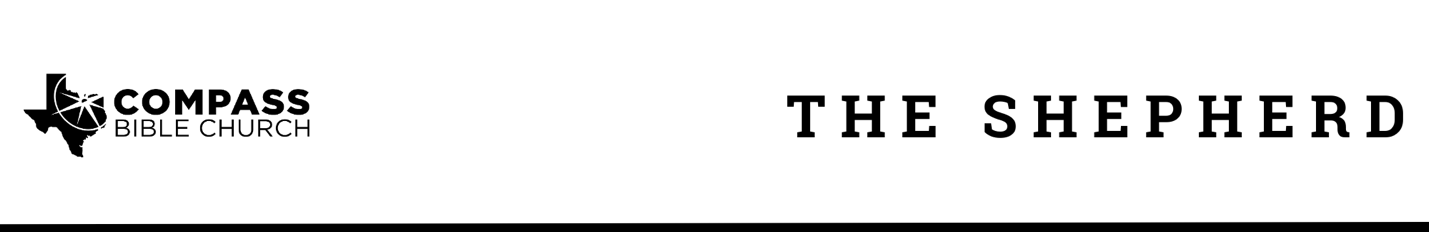 COMPASS
BIBLE CHURCH
THE SHEPHERD